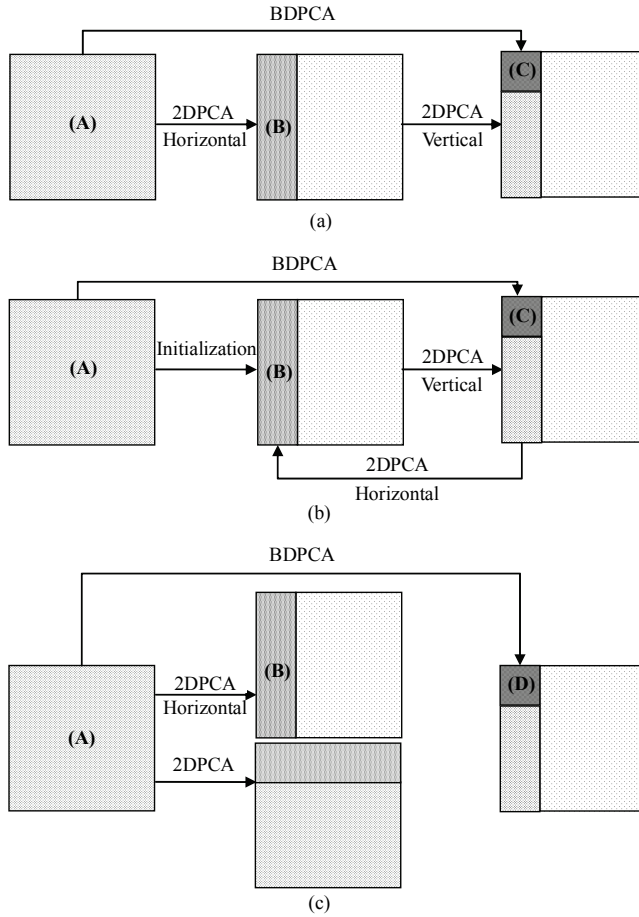 BDPCA
(A)
2DPCA
Horizontal
(B)
2DPCA
Vertical
(C)
(a)
BDPCA
(A)
Initialization
(B)
2DPCA
Vertical
(C)
2DPCA
Horizontal
(b)
BDPCA
(A)
2DPCA
Horizontal
(B)
(D)
2DPCA
(c)